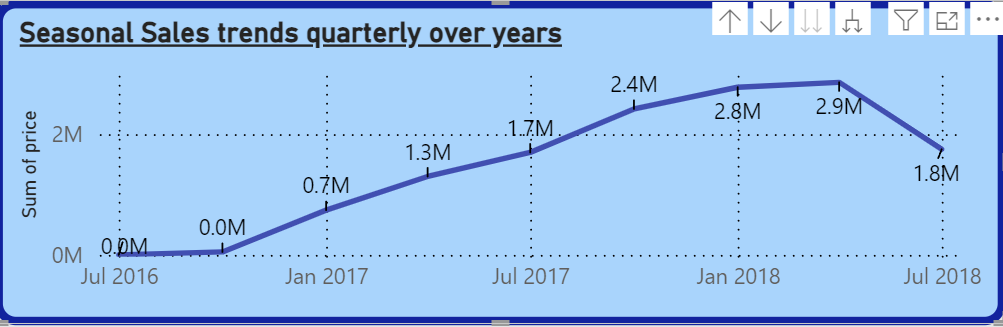 Seasonal Sales trends quarterly over years
Sum of price
2M
0M
0.0M
0.0M
0.7M
1.3M
1.7M
2.4M
2.8M
2.9M
1.8M
Jul 2016
Jan 2017
Jul 2017
Jan 2018
Jul 2018